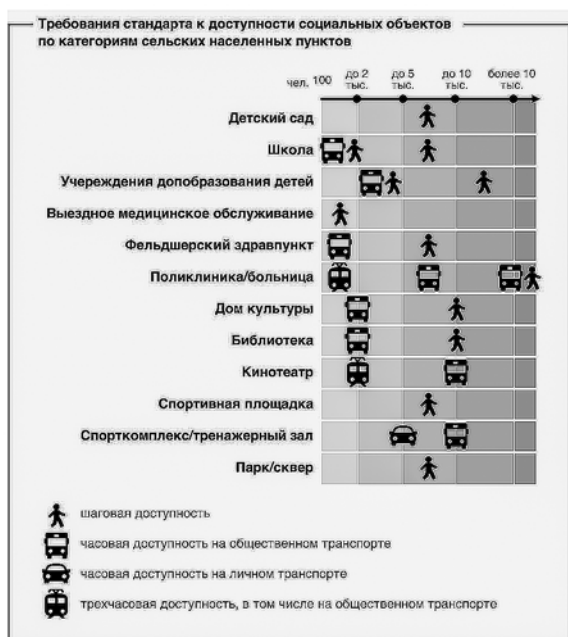 Требования стандарта к доступности социальных объектов
по категориям сельских населенных пунктов
чел. 100 до 2 тыс. до 5 тыс. до 10 тыс. более 10 тыс.
Детский сад
Школа
Учереждения допобразования детей
Выездное медицинское обслуживание
Фельдшерский здравпункт
Поликлиника/больница
Дом культуры
Библиотека
Кинотеатр
Спортивная площадка
Спорткомплекс/тренажерный зал
Парк/сквер
шаговая доступность
часовая доступность на общественном транспорте
часовая доступность на личном транспорте
трехчасовая доступность, в том числе на общественном транспорте